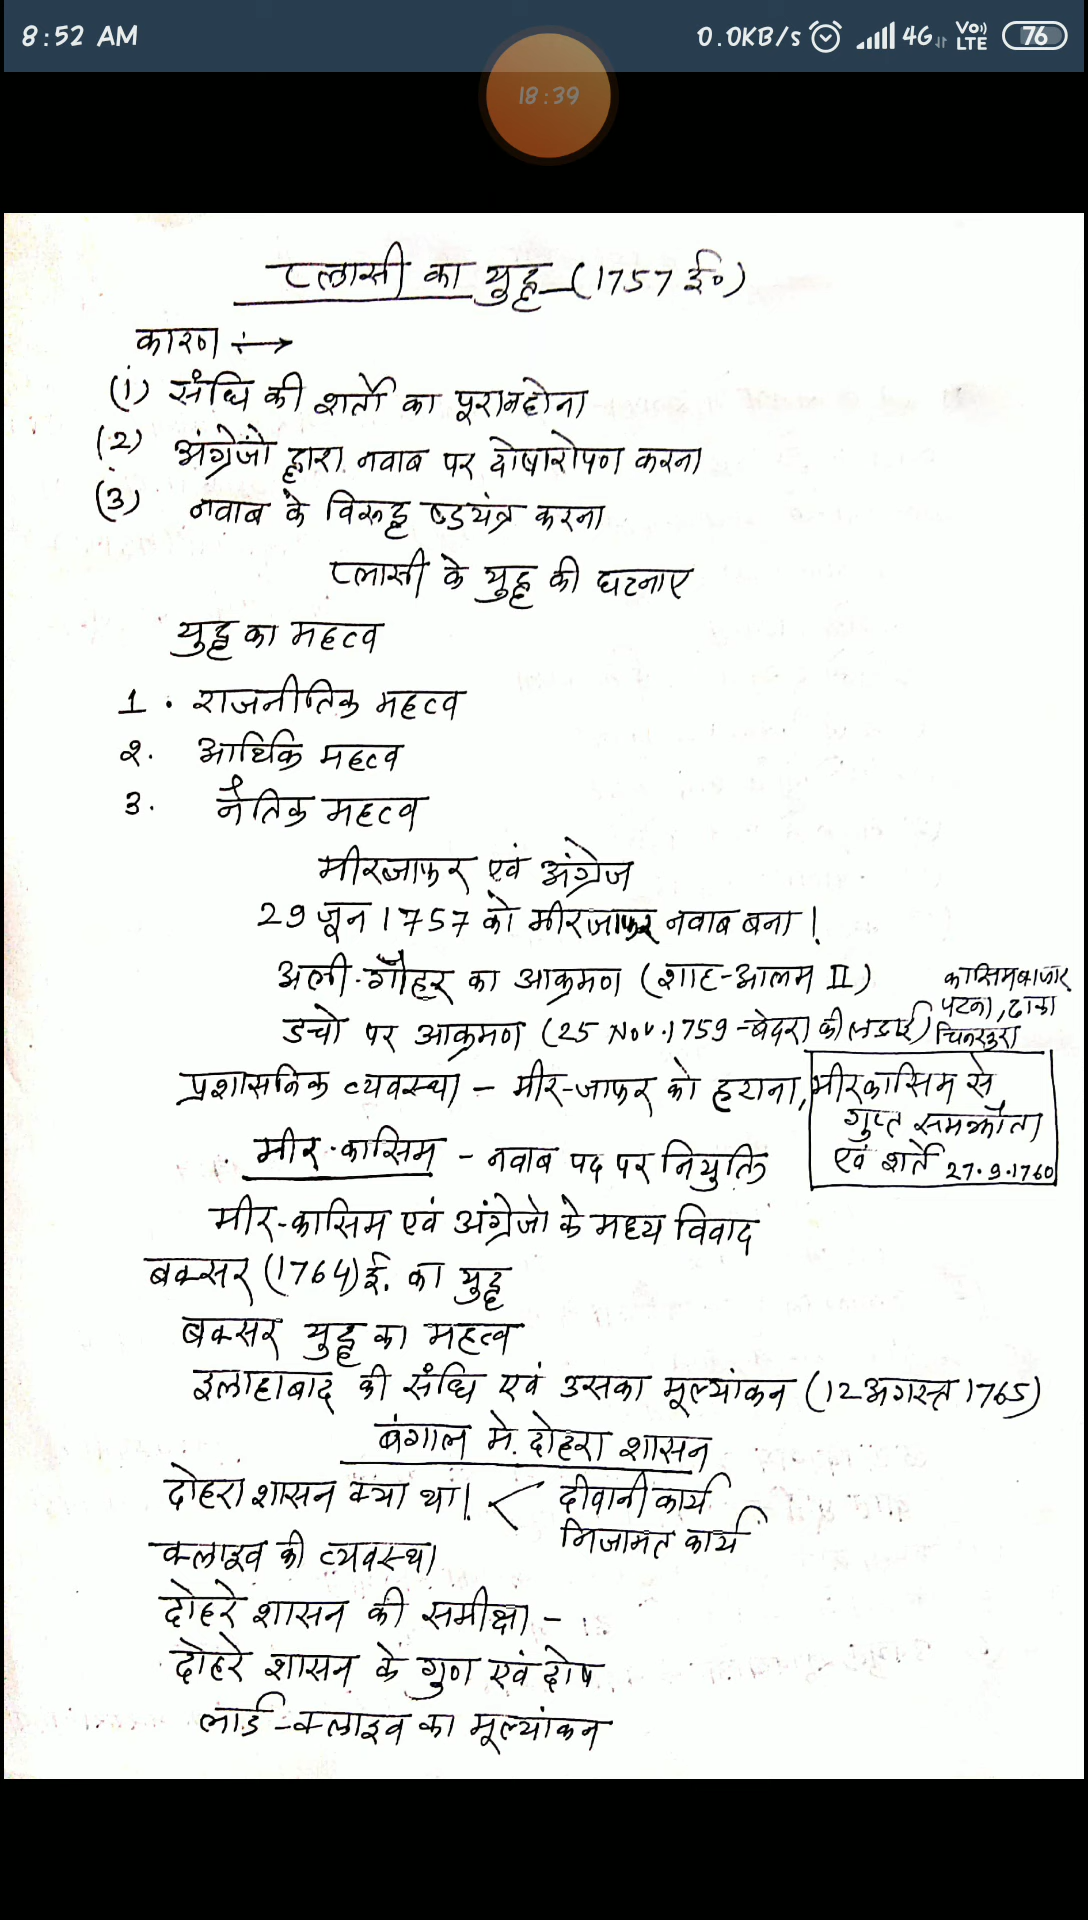 8:52 AM
0.0KB/s 4G Vo)) LTE 76
18:39
प्लासी का युद्ध (1757 ई०)
कारण ÷→
(1) संधि की शर्तों का पूरा न होना
(2) अंग्रेजो द्वारा नवाब पर दोषारोपण करना
(3) नवाब के विरुद्ध षडयंत्र करना
प्लासी के युद्ध की घटनाए
युद्ध का महत्व
1. राजनीतिक महत्व
2. आर्थिक महत्व
3. नैतिक महत्व
मीरजाफर एवं अंग्रेज
29 जून 1757 को मीरजाफर नवाब बना।
अली-गौहर का आक्रमण (शाह-आलम II)
डचो पर आक्रमण (25 Nov.1759-बेदरा की लडाई)
कासिमबाजार
पटना, ढाका
चिनसुरा
प्रशासनिक व्यवस्था - मीर-जाफर को हराना,
मीरकासिम से
गुप्त समझौता
एवं शर्ते 27.9.1760
मीर-कासिम - नवाब पद पर नियुक्ति
मीर-कासिम एवं अंग्रेजो के मध्य विवाद
बक्सर (1764) ई. का युद्ध
बक्सर युद्ध का महत्व
इलाहाबाद की संधि एवं उसका मूल्यांकन (12 अगस्त 1765)
बंगाल मे दोहरा शासन
दोहरा शासन क्या था। < दीवानी कार्य
निजामत कार्य
क्लाइव की व्यवस्था
दोहरे शासन की समीक्षा -
दोहरे शासन के गुण एवं दोष
लार्ड-क्लाइव का मूल्यांकन